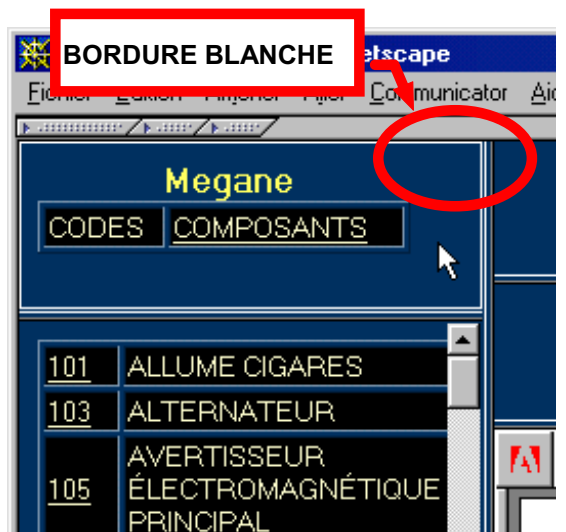 BORDURE BLANCHE
etscape
Communicator
Megane
CODES COMPOSANTS
101 ALLUME CIGARES
103 ALTERNATEUR
105 AVERTISSEUR
ÉLECTROMAGNÉTIQUE
PRINCIPAL